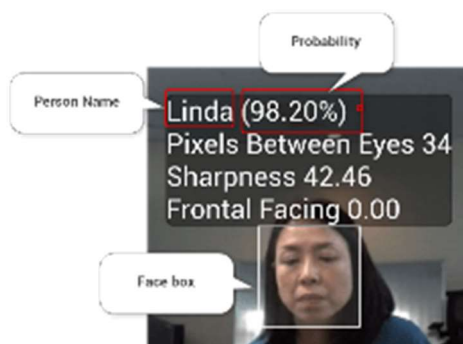 Probability
Person Name
Linda (98.20%)
Pixels Between Eyes 34
Sharpness 42.46
Frontal Facing 0.00
Face box